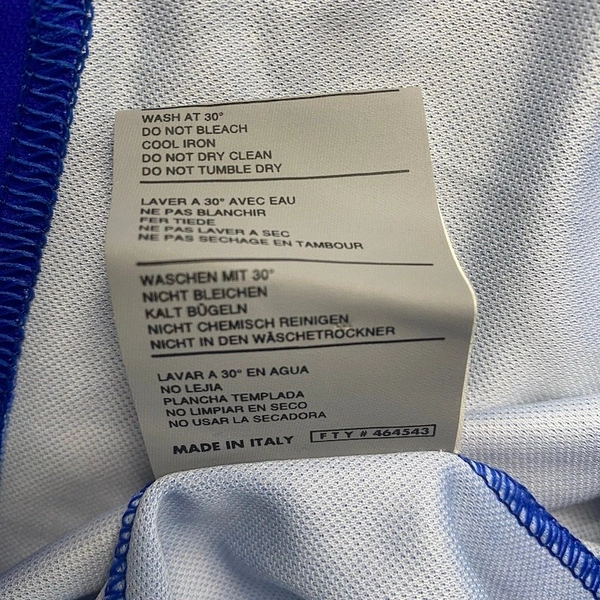 WASH AT 30°
DO NOT BLEACH
COOL IRON
DO NOT DRY CLEAN
DO NOT TUMBLE DRY
LAVER A 30° AVEC EAU
NE PAS BLANCHIR
FER TIEDE
NE PAS LAVER A SEC
NE PAS SECHAGE EN TAMBOUR
WASCHEN MIT 30°
NICHT BLEICHEN
KALT BÜGELN
NICHT CHEMISCH REINIGEN
NICHT IN DEN WÄSCHETRÖCKNER
LAVAR A 30° EN AGUA
NO LEJIA
PLANCHA TEMPLADA
NO LIMPIAR EN SECO
NO USAR LA SECADORA
MADE IN ITALY FTY # 464543